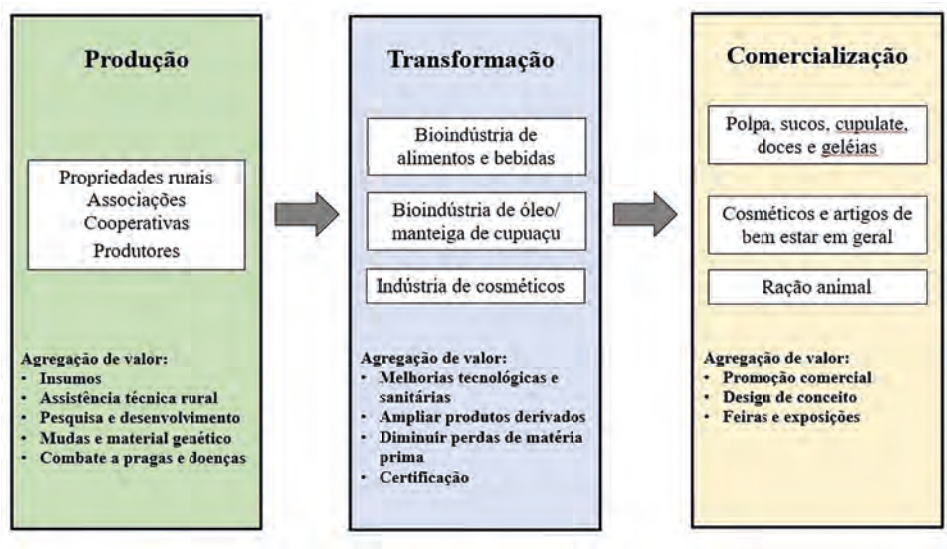 Produção
Propriedades rurais
Associações
Cooperativas
Produtores
Agregação de valor:
• Insumos
• Assistência técnica rural
• Pesquisa e desenvolvimento
• Mudas e material genético
• Combate a pragas e doenças
Transformação
Bioindústria de
alimentos e bebidas
Bioindústria de óleo/
manteiga de cupuaçu
Indústria de cosméticos
Agregação de valor:
• Melhorias tecnológicas e
sanitárias
• Ampliar produtos derivados
• Diminuir perdas de matéria
prima
• Certificação
Comercialização
Polpa, sucos, cupulate,
doces e geléias
Cosméticos e artigos de
bem estar em geral
Ração animal
Agregação de valor:
• Promoção comercial
• Design de conceito
• Feiras e exposições